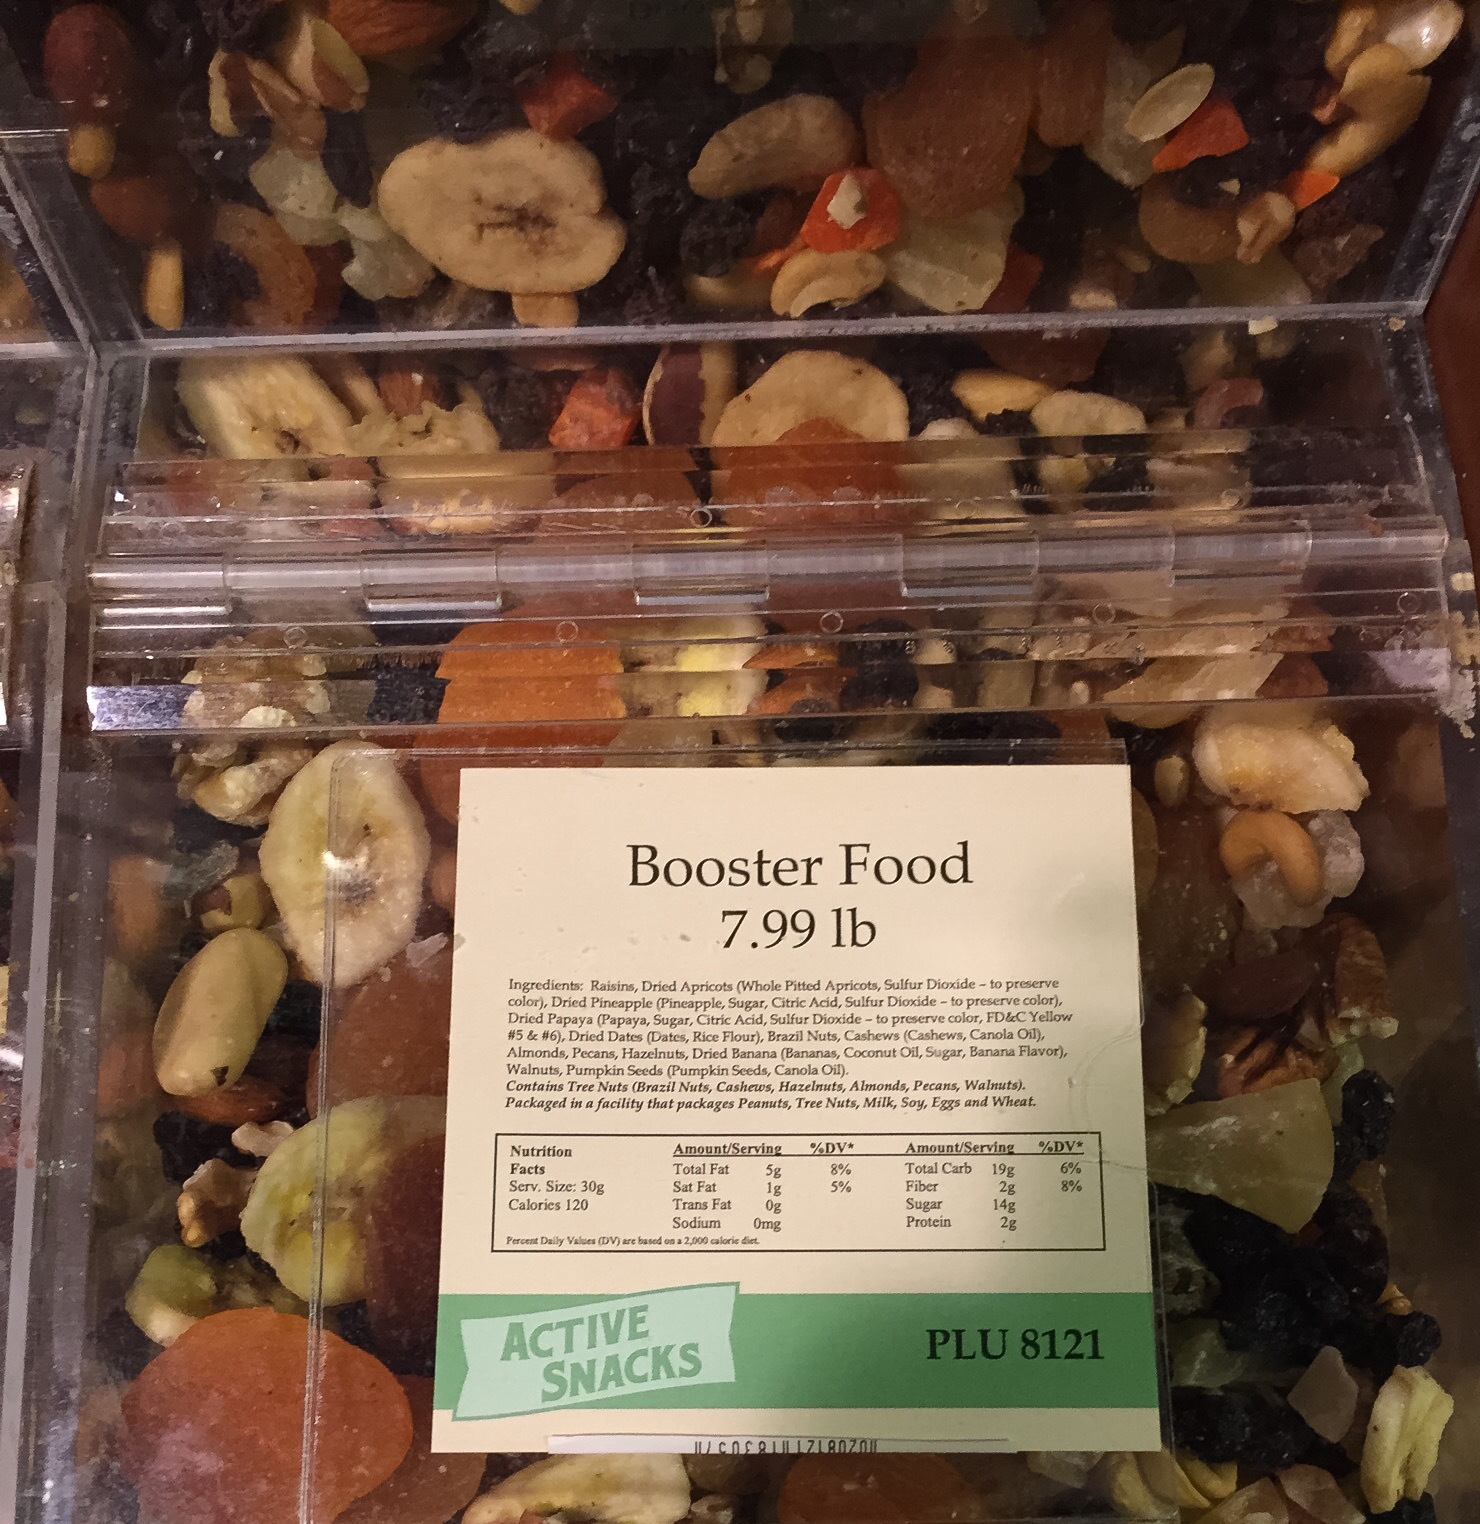 Booster Food
7.99 lb
Ingredients: Raisins, Dried Apricots (Whole Pitted Apricots, Sulfur Dioxide – to preserve
color), Dried Pineapple (Pineapple, Sugar, Citric Acid, Sulfur Dioxide – to preserve color),
Dried Papaya (Papaya, Sugar, Citric Acid, Sulfur Dioxide – to preserve color, FD&C Yellow
#5 & #6), Dried Dates (Dates, Rice Flour), Brazil Nuts, Cashews (Cashews, Canola Oil),
Almonds, Pecans, Hazelnuts, Dried Banana (Bananas, Coconut Oil, Sugar, Banana Flavor),
Walnuts, Pumpkin Seeds (Pumpkin Seeds, Canola Oil).
Contains Tree Nuts (Brazil Nuts, Cashews, Hazelnuts, Almonds, Pecans, Walnuts).
Packaged in a facility that packages Peanuts, Tree Nuts, Milk, Soy, Eggs and Wheat.
Nutrition Amount/Serving %DV* Amount/Serving %DV*
Facts Total Fat 5g 8% Total Carb 19g 6%
Serv. Size: 30g Sat Fat 1g 5% Fiber 2g 8%
Calories 120 Trans Fat 0g Sugar 14g
Sodium 0mg Protein 2g
Percent Daily Values (DV) are based on a 2,000 calorie diet.
ACTIVE
SNACKS
PLU 8121